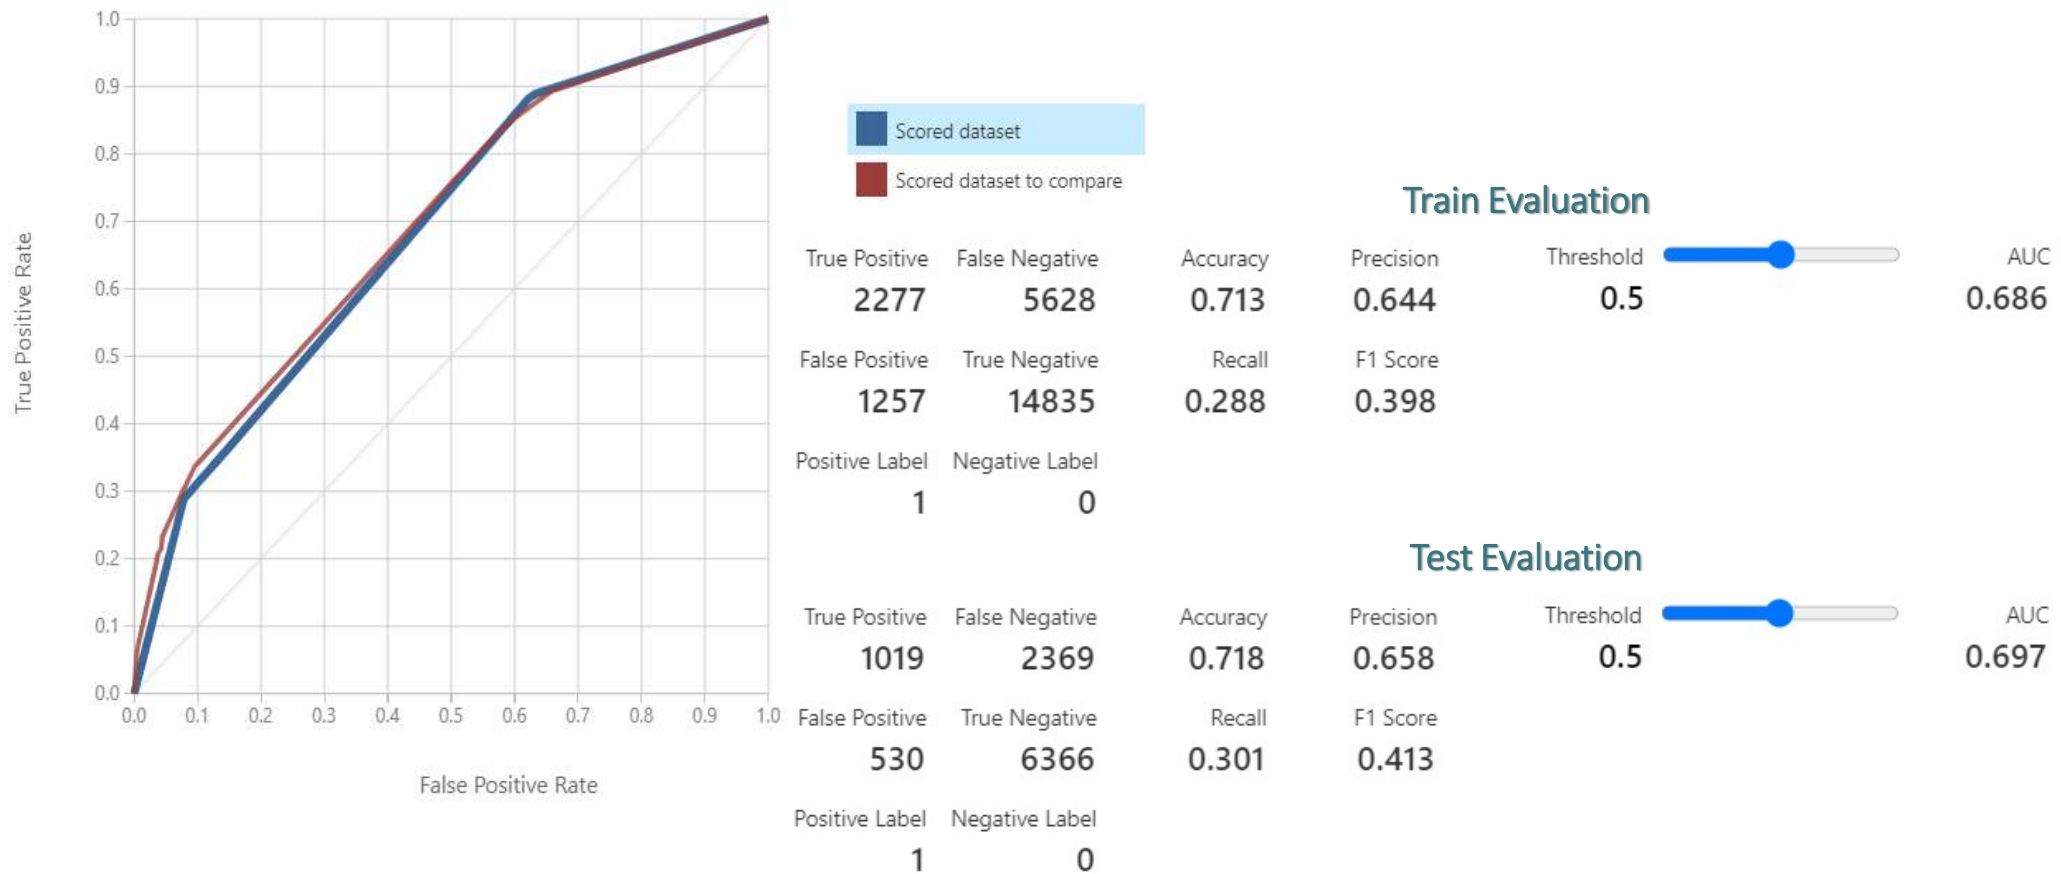 True Positive Rate
1.0
0.9
0.8
0.7
0.6
0.5
0.4
0.3
0.2
0.1
0.0
0.0 0.1 0.2 0.3 0.4 0.5 0.6 0.7 0.8 0.9 1.0
False Positive Rate
Scored dataset
Scored dataset to compare
Train Evaluation
True Positive False Negative Accuracy Precision Threshold AUC
2277 5628 0.713 0.644 0.5 0.686
False Positive True Negative Recall F1 Score
1257 14835 0.288 0.398
Positive Label Negative Label
1 0
Test Evaluation
True Positive False Negative Accuracy Precision Threshold AUC
1019 2369 0.718 0.658 0.5 0.697
False Positive True Negative Recall F1 Score
530 6366 0.301 0.413
Positive Label Negative Label
1 0